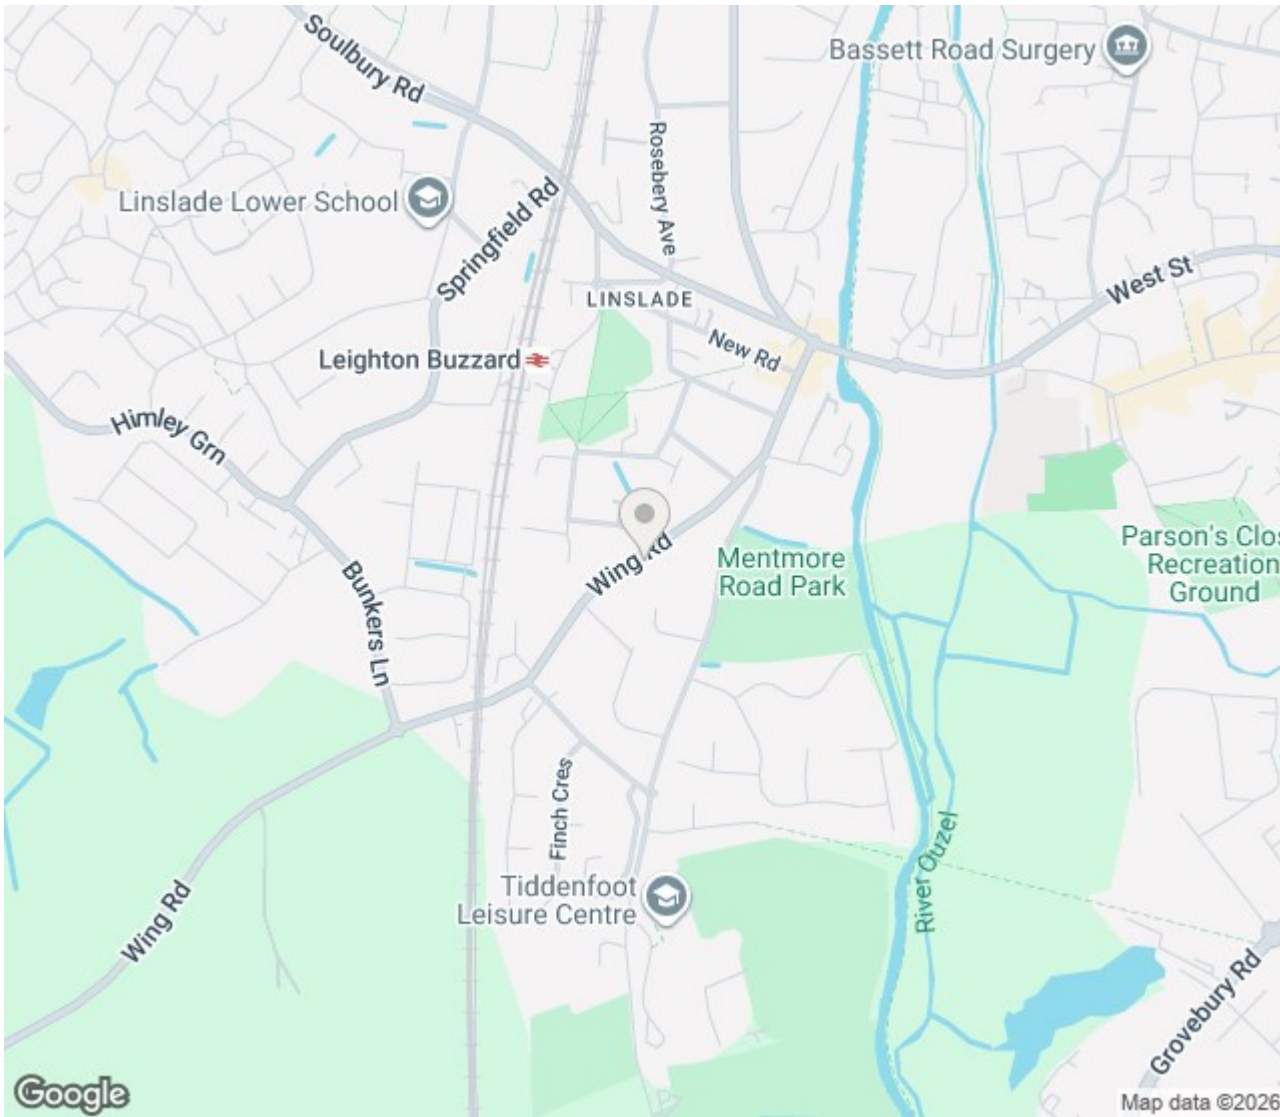 Soulbury Rd
Bassett Road Surgery
Rosebery Ave
Linslade Lower School
Springfield Rd
West St
LINSLADE
New Rd
Leighton Buzzard
Himley Grn
Wing Rd
Mentmore
Road Park
Parson's Clos
Recreation
Ground
Bunkers Ln
Finch Cres
River Ouzel
Tiddenfoot
Leisure Centre
Wing Rd
Grovebury Rd
Google
Map data ©2026